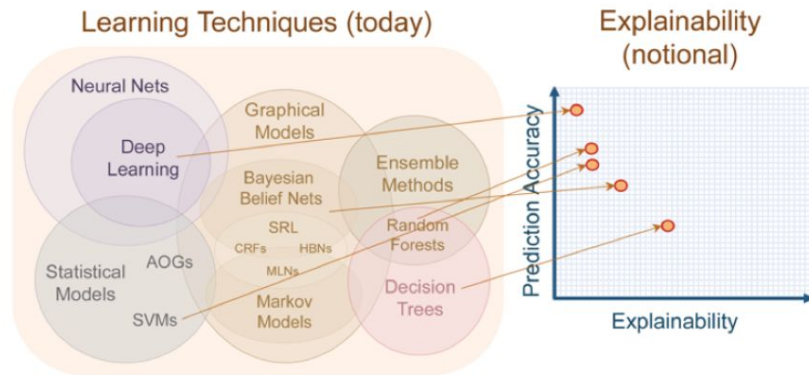 Learning Techniques (today)
Explainability
(notional)
Neural Nets
Deep
Learning
Graphical
Models
Bayesian
Belief Nets
SRL
CRFs
HBNs
MLNs
Markov
Models
Ensemble
Methods
Random
Forests
Decision
Trees
Statistical
Models
AOGs
SVMs
Prediction Accuracy
Explainability